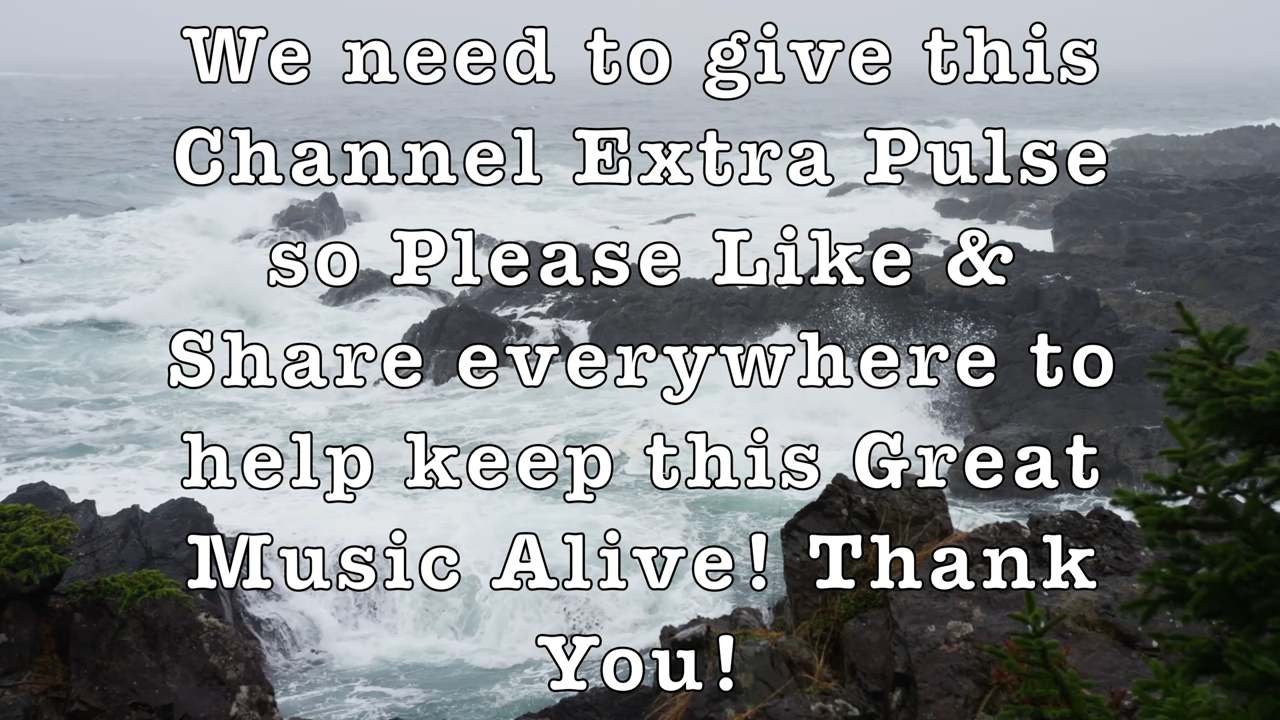 We need to give this
Channel Extra Pulse
so Please Like &
Share everywhere to
help keep this Great
Music Alive! Thank
You!